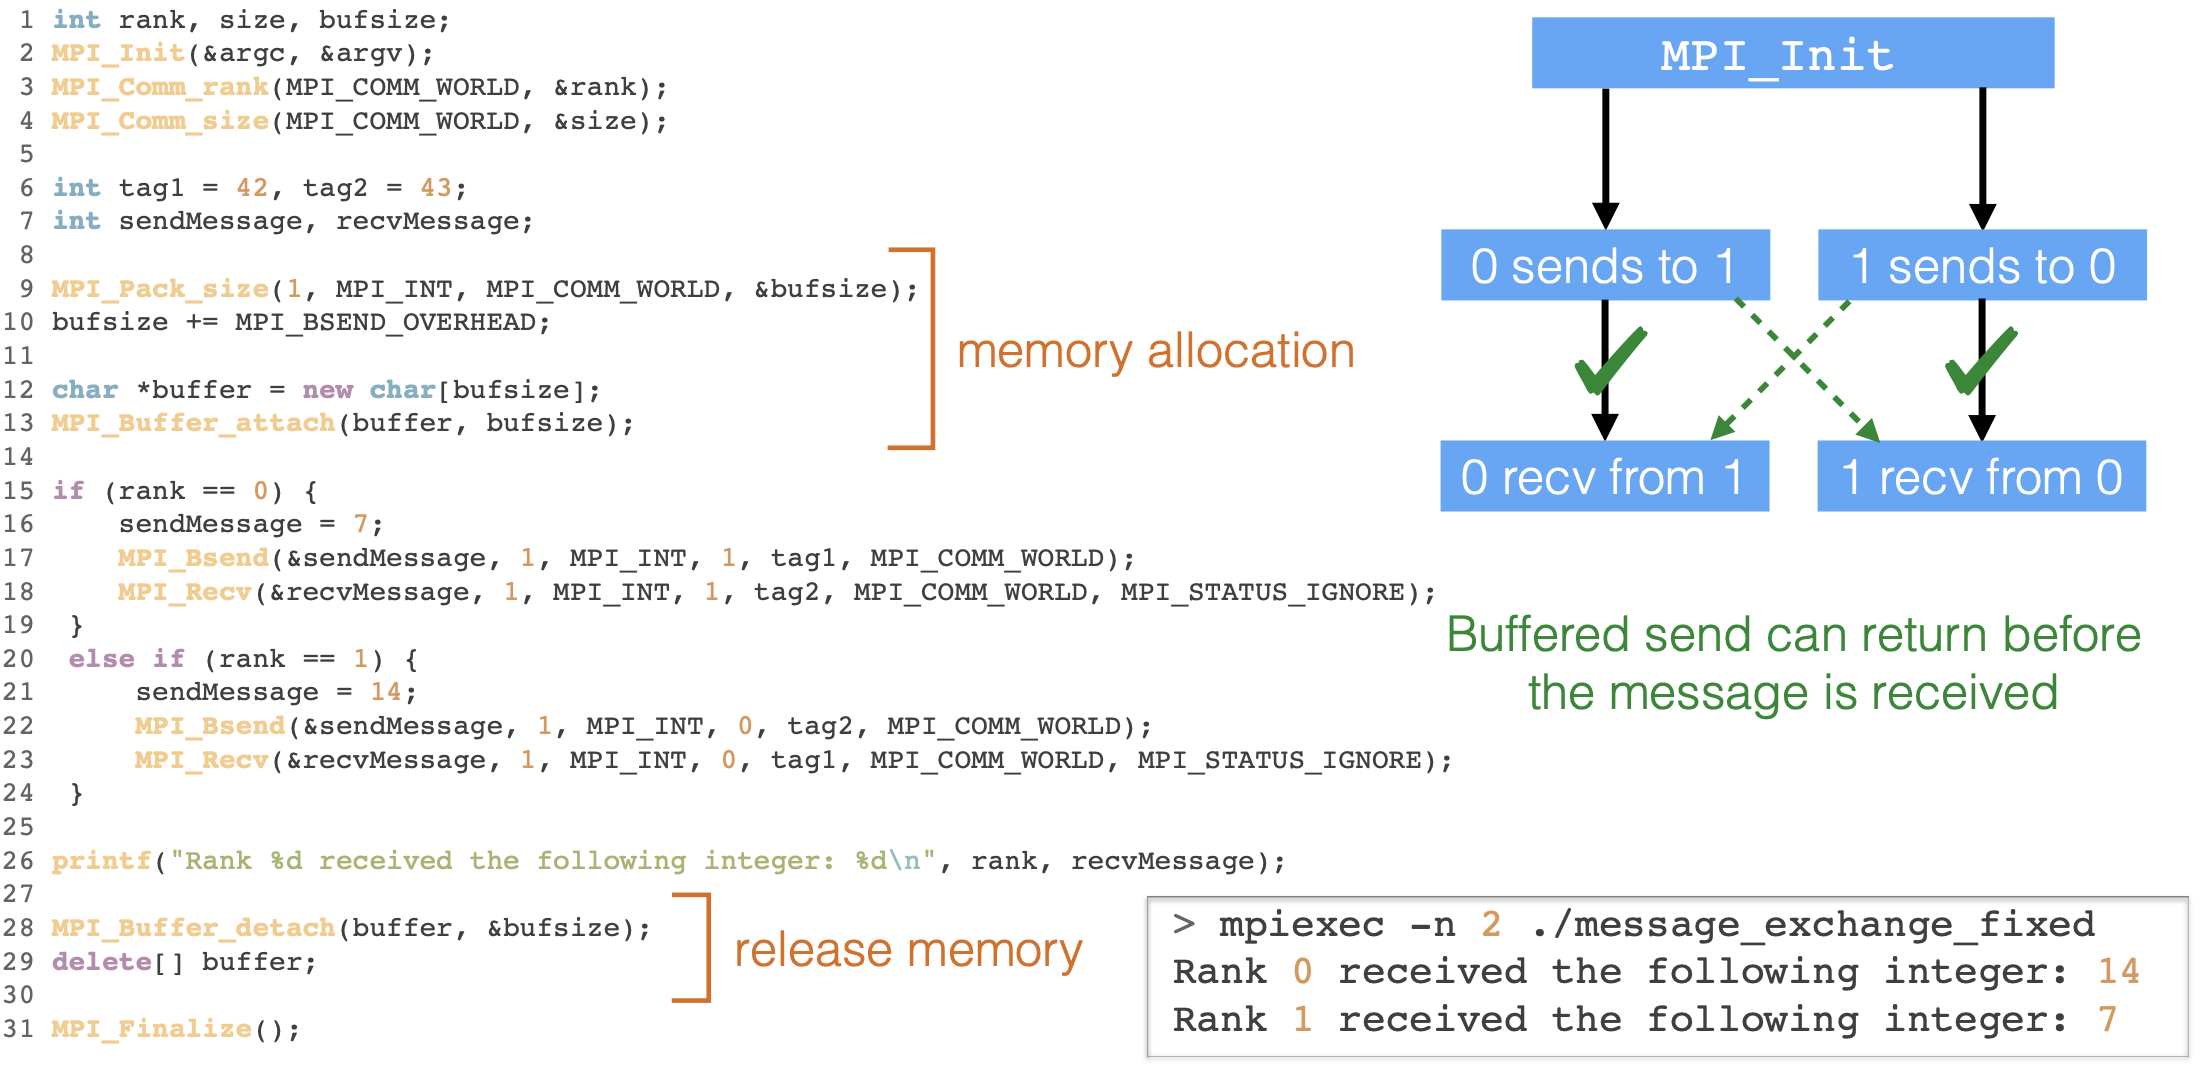 1 int rank, size, bufsize;
2 MPI_Init(&argc, &argv);
3 MPI_Comm_rank(MPI_COMM_WORLD, &rank);
4 MPI_Comm_size(MPI_COMM_WORLD, &size);
5
6 int tag1 = 42, tag2 = 43;
7 int sendMessage, recvMessage;
8
9 MPI_Pack_size(1, MPI_INT, MPI_COMM_WORLD, &bufsize);
10 bufsize += MPI_BSEND_OVERHEAD;
11
12 char *buffer = new char[bufsize];
13 MPI_Buffer_attach(buffer, bufsize);
14
15 if (rank == 0) {
16     sendMessage = 7;
17     MPI_Bsend(&sendMessage, 1, MPI_INT, 1, tag1, MPI_COMM_WORLD);
18     MPI_Recv(&recvMessage, 1, MPI_INT, 1, tag2, MPI_COMM_WORLD, MPI_STATUS_IGNORE);
19  }
20  else if (rank == 1) {
21      sendMessage = 14;
22      MPI_Bsend(&sendMessage, 1, MPI_INT, 0, tag2, MPI_COMM_WORLD);
23      MPI_Recv(&recvMessage, 1, MPI_INT, 0, tag1, MPI_COMM_WORLD, MPI_STATUS_IGNORE);
24  }
25
26 printf("Rank %d received the following integer: %d\n", rank, recvMessage);
27
28 MPI_Buffer_detach(buffer, &bufsize);
29 delete[] buffer;
30
31 MPI_Finalize();
memory allocation
release memory
MPI_Init
0 sends to 1
1 sends to 0
0 recv from 1
1 recv from 0
Buffered send can return before
the message is received
> mpiexec -n 2 ./message_exchange_fixed
Rank 0 received the following integer: 14
Rank 1 received the following integer: 7